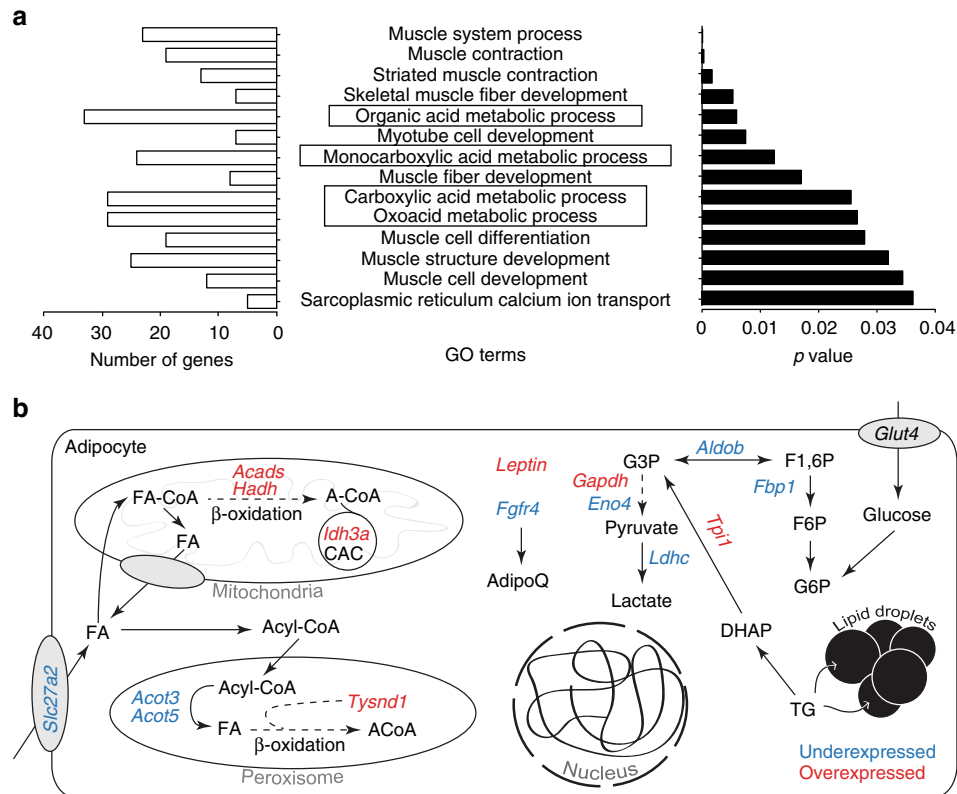 a
Muscle system process
Muscle contraction
Striated muscle contraction
Skeletal muscle fiber development
Organic acid metabolic process
Myotube cell development
Monocarboxylic acid metabolic process
Muscle fiber development
Carboxylic acid metabolic process
Oxoacid metabolic process
Muscle cell differentiation
Muscle structure development
Muscle cell development
Sarcoplasmic reticulum calcium ion transport
40 30 20 10 0
Number of genes
GO terms
0 0.01 0.02 0.03 0.04
p value
b
Adipocyte
Glut4
Acads
Hadh
FA-CoA
A-CoA
β-oxidation
FA
Idh3a
CAC
Mitochondria
Leptin
Fgfr4
AdipoQ
G3P
Aldob
F1,6P
Gapdh
Eno4
Fbp1
Pyruvate
Tpi1
F6P
Glucose
Ldhc
G6P
Lactate
DHAP
Lipid droplets
TG
FA
Acyl-CoA
Slc27a2
Acyl-CoA
Acot3
Acot5
Tysnd1
FA
ACoA
β-oxidation
Peroxisome
Nucleus
Underexpressed
Overexpressed